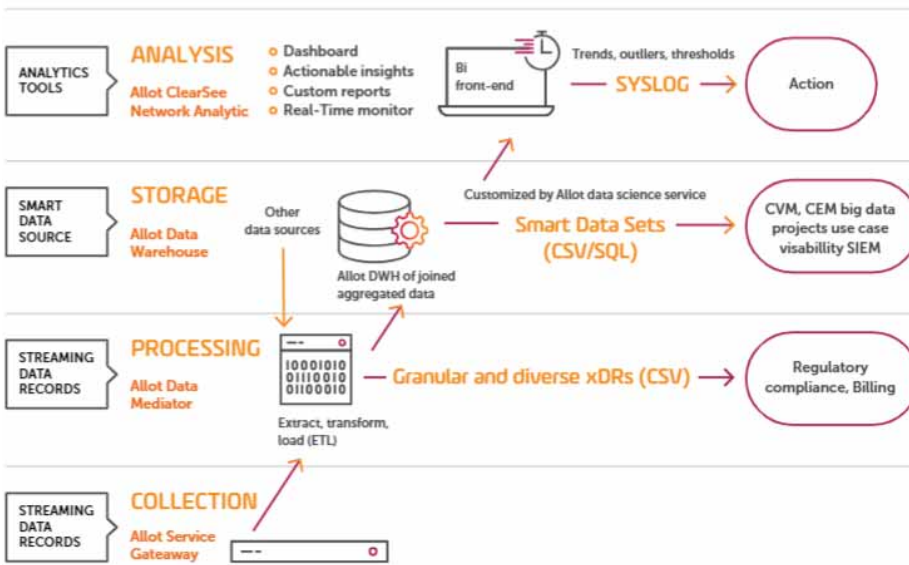 ANALYTICS
TOOLS
ANALYSIS
Allot ClearSee
Network Analytic
Dashboard
Actionable insights
Custom reports
Real-Time monitor
Bi
front-end
Trends, outliers, thresholds
SYSLOG
Action
SMART
DATA
SOURCE
STORAGE
Allot Data
Warehouse
Other
data sources
Allot DWH of joined
aggregated data
Customized by Allot data science service
Smart Data Sets
(CSV/SQL)
CVM, CEM big data
projects use case
visabillity SIEM
STREAMING
DATA
RECORDS
PROCESSING
Allot Data
Mediator
10001010
01110010
01100010
Extract, transform,
load (ETL)
Granular and diverse xDRs (CSV)
Regulatory
compliance, Billing
STREAMING
DATA
RECORDS
COLLECTION
Allot Service
Gateaway